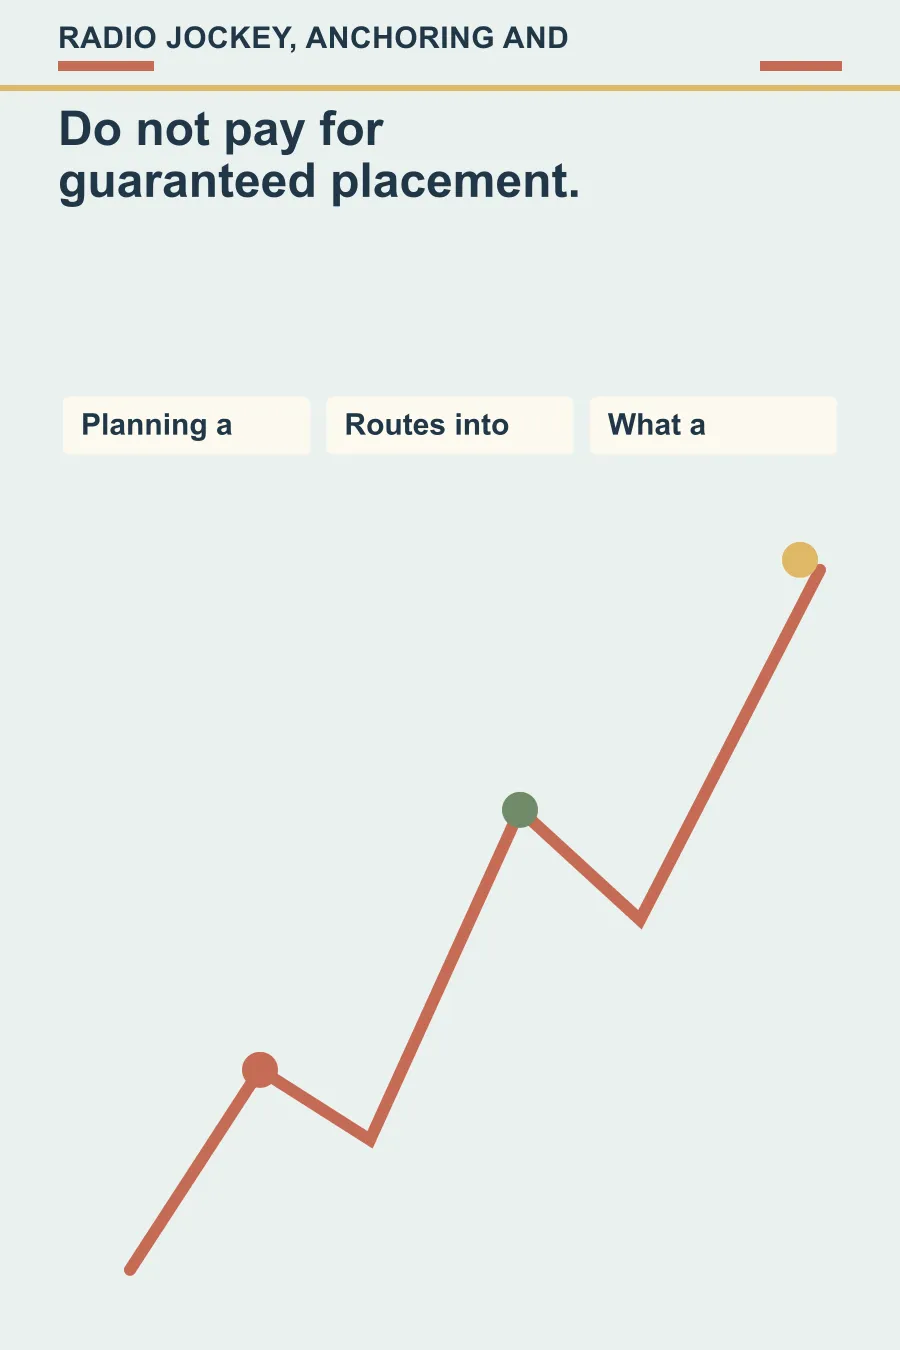 RADIO JOCKEY, ANCHORING AND
Do not pay for
guaranteed placement.
Planning a
Routes into
What a